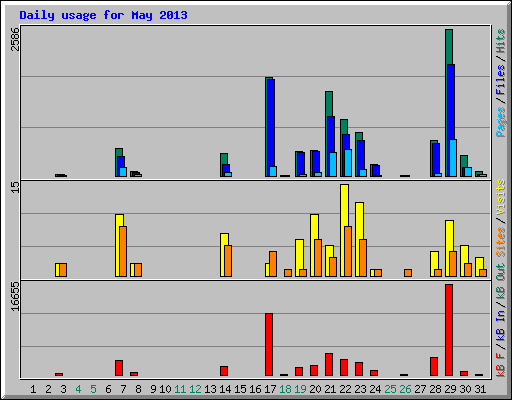 Daily usage for May 2013
2586
15
16655
Pages / Files / Hits
Sites / Visits
kB F / kB In / kB Out
1 2 3 4 5 6 7 8 9 10 11 12 13 14 15 16 17 18 19 20 21 22 23 24 25 26 27 28 29 30 31